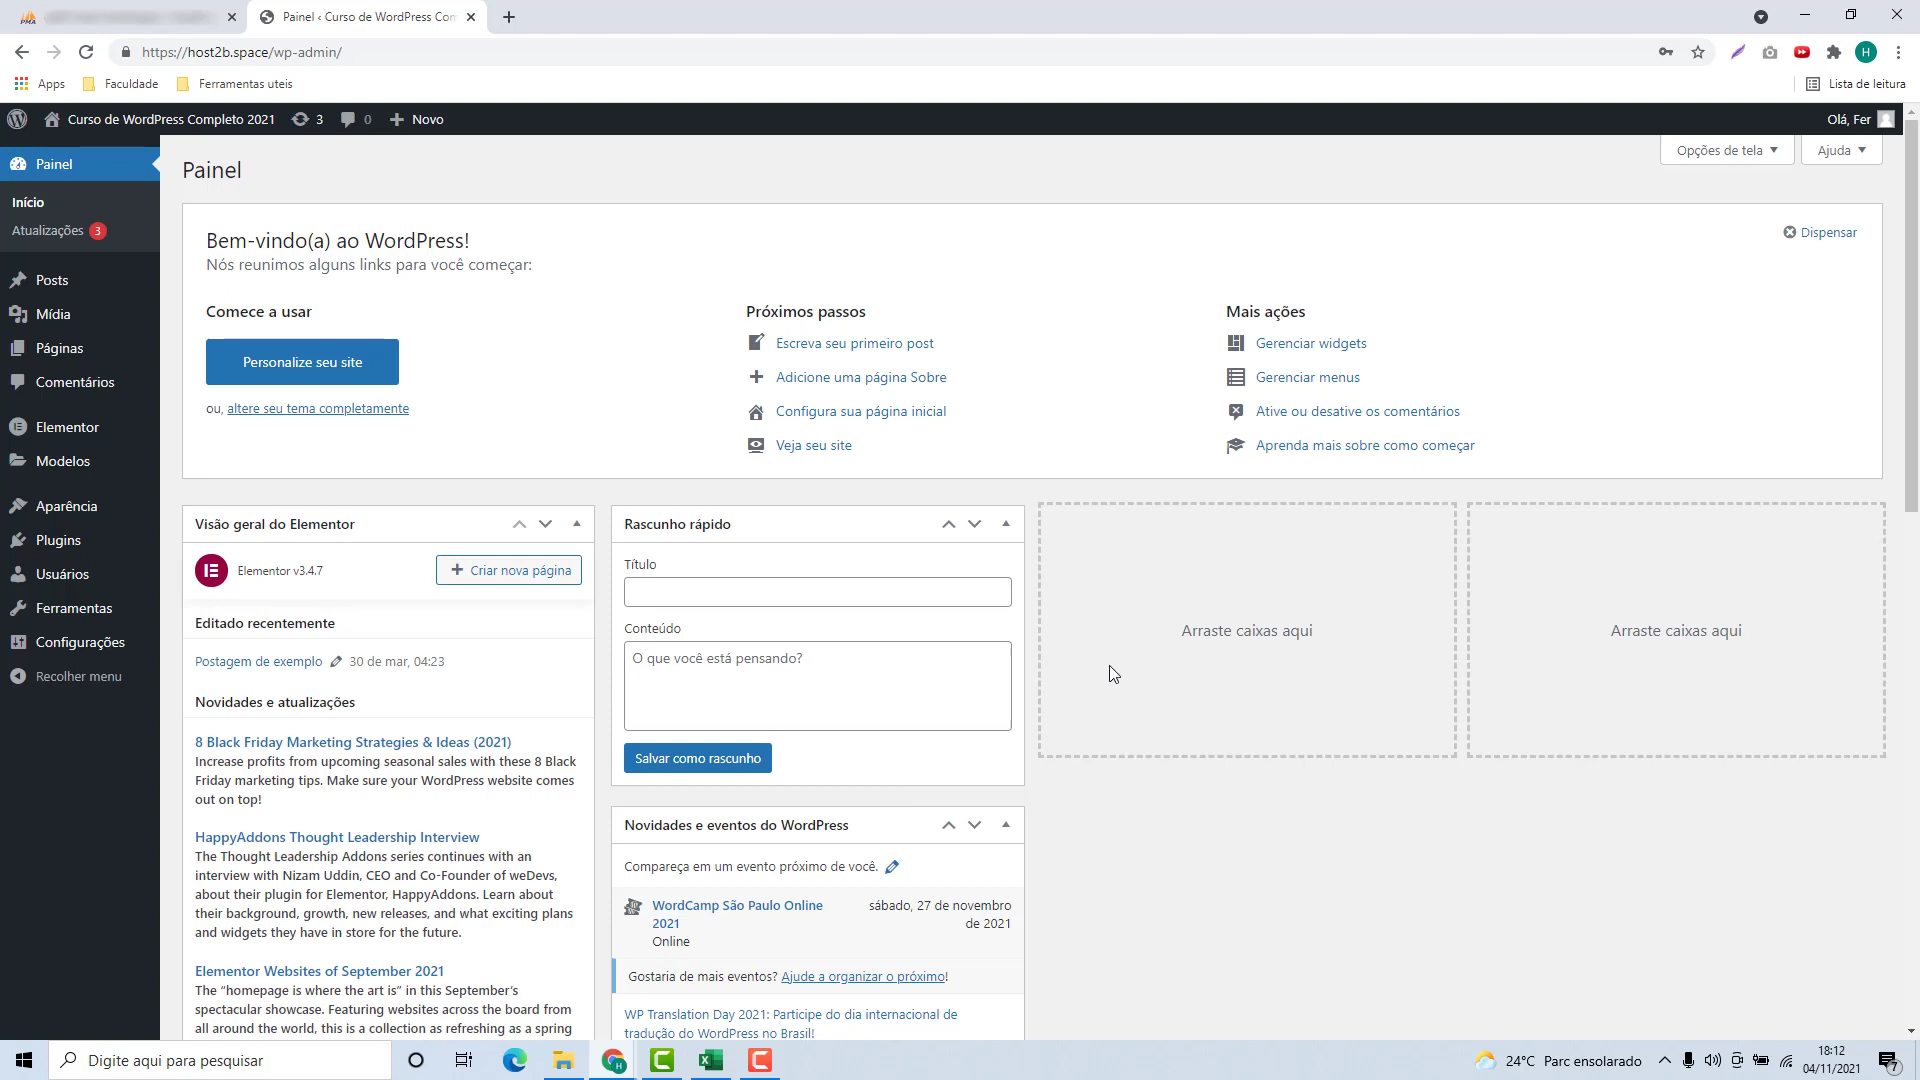 Painel ‹ Curso de WordPress Con
https://host2b.space/wp-admin/
H
Apps
Faculdade
Ferramentas uteis
Lista de leitura
Curso de WordPress Completo 2021
3
0
Novo
Olá, Fer
Painel
Início
Atualizações 3
Posts
Mídia
Páginas
Comentários
Elementor
Modelos
Aparência
Plugins
Usuários
Ferramentas
Configurações
Recolher menu
Painel
Opções de tela
Ajuda
Bem-vindo(a) ao WordPress!
Dispensar
Nós reunimos alguns links para você começar:
Comece a usar
Personalize seu site
ou, altere seu tema completamente
Próximos passos
Escreva seu primeiro post
Adicione uma página Sobre
Configura sua página inicial
Veja seu site
Mais ações
Gerenciar widgets
Gerenciar menus
Ative ou desative os comentários
Aprenda mais sobre como começar
Visão geral do Elementor
Elementor v3.4.7
Criar nova página
Editado recentemente
Postagem de exemplo 30 de mar, 04:23
Novidades e atualizações
8 Black Friday Marketing Strategies & Ideas (2021)
Increase profits from upcoming seasonal sales with these 8 Black
Friday marketing tips. Make sure your WordPress website comes
out on top!
HappyAddons Thought Leadership Interview
The Thought Leadership Addons series continues with an
interview with Nizam Uddin, CEO and Co-Founder of weDevs,
about their plugin for Elementor, HappyAddons. Learn about
their background, growth, new releases, and what exciting plans
and widgets they have in store for the future.
Elementor Websites of September 2021
The “homepage is where the art is” in this September’s
spectacular showcase. Featuring websites across the board from
all around the world, this is a collection as refreshing as a spring
Rascunho rápido
Título
Conteúdo
O que você está pensando?
Salvar como rascunho
Novidades e eventos do WordPress
Compareça em um evento próximo de você.
WordCamp São Paulo Online
2021
Online
sábado, 27 de novembro
de 2021
Gostaria de mais eventos? Ajude a organizar o próximo!
WP Translation Day 2021: Participe do dia internacional de
tradução do WordPress no Brasil!
Arraste caixas aqui
Arraste caixas aqui
Digite aqui para pesquisar
24°C Parc ensolarado
18:12
04/11/2021
7